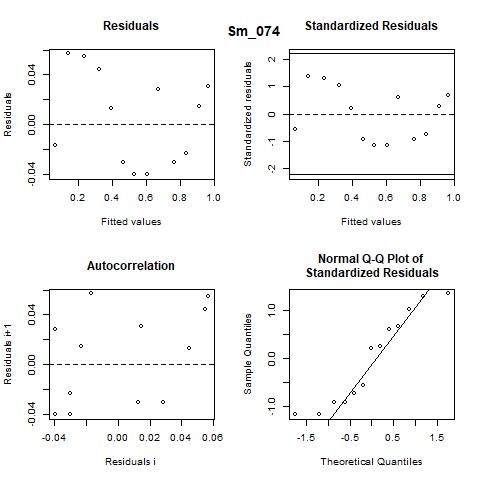 Sm_074
Residuals
Standardized Residuals
Residuals
-0.04 0.00 0.04
0.2 0.4 0.6 0.8 1.0
Fitted values
Standardized residuals
-2 -1 0 1 2
0.2 0.4 0.6 0.8 1.0
Fitted values
Autocorrelation
Normal Q-Q Plot of
Standardized Residuals
Residuals i+1
-0.04 0.00 0.04
-0.04 0.00 0.02 0.04 0.06
Residuals i
Sample Quantiles
-1.0 0.0 1.0
-1.5 -0.5 0.5 1.5
Theoretical Quantiles